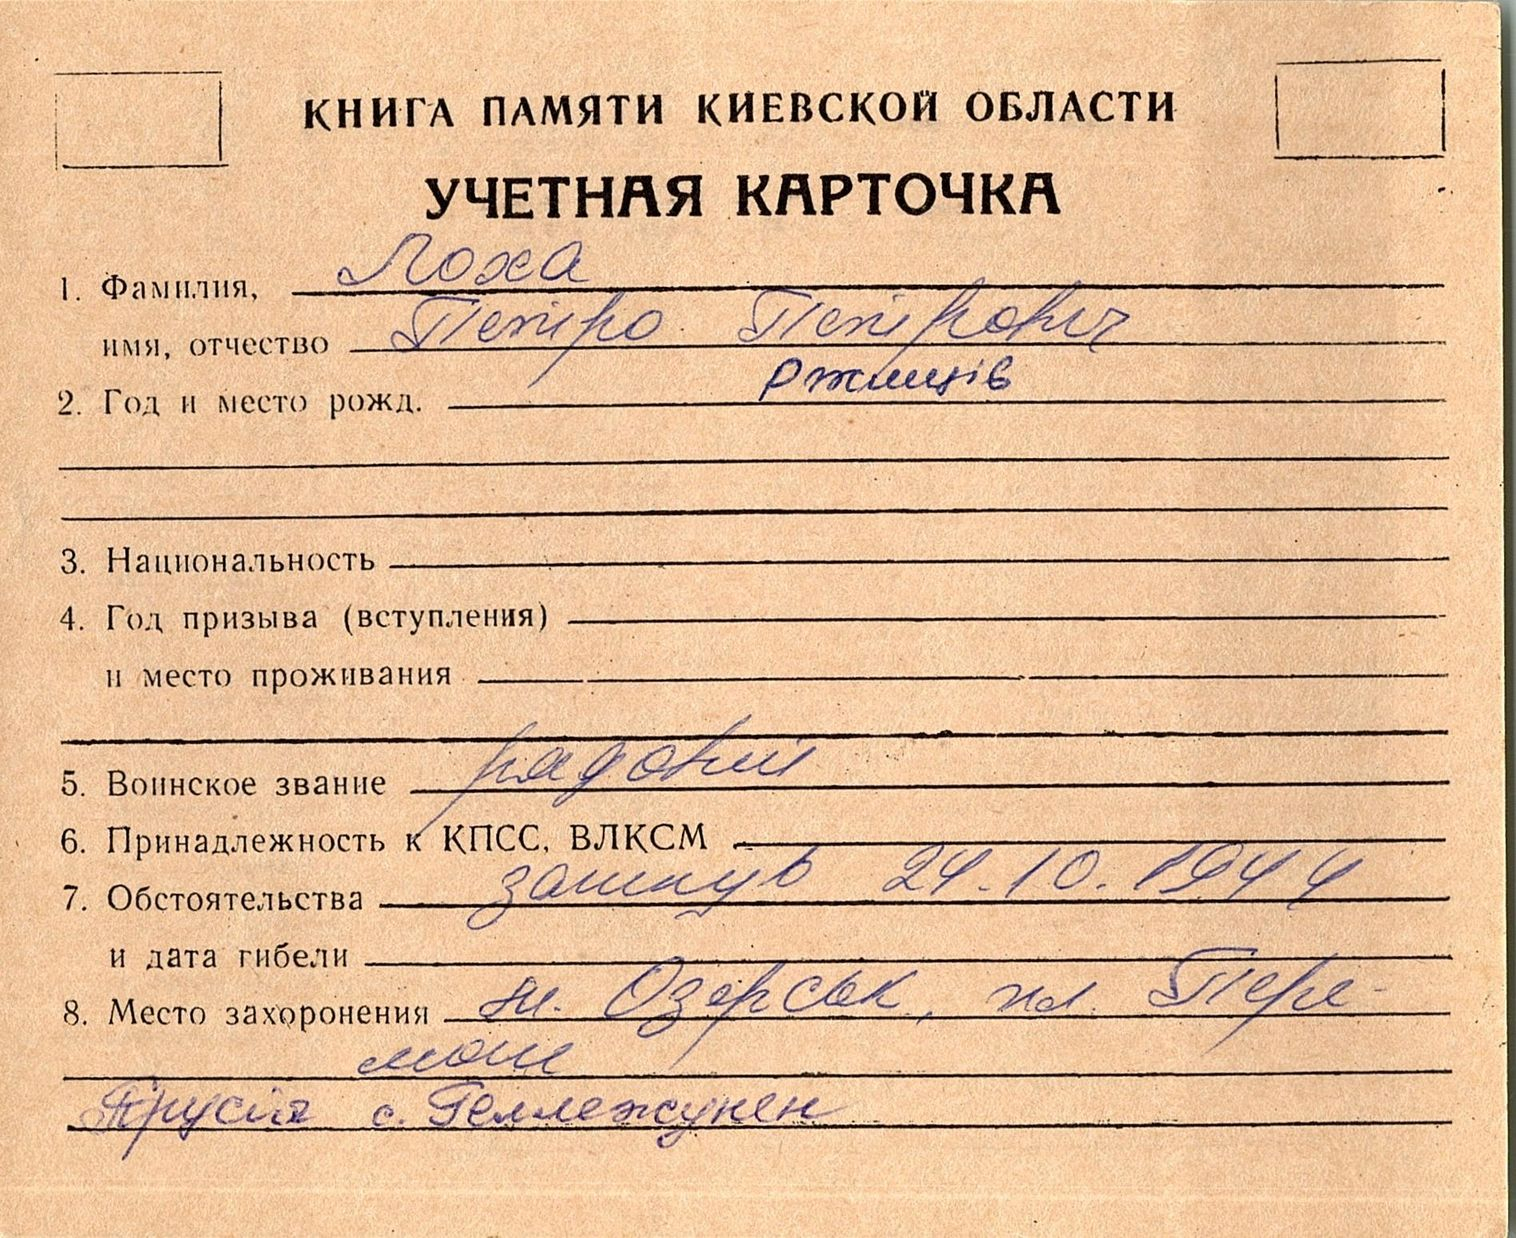 КНИГА ПАМЯТИ КИЕВСКОЙ ОБЛАСТИ
УЧЕТНАЯ КАРТОЧКА
1. Фамилия, Лоха
имя, отчество Петро Петрович
2. Год и место рожд. Ржищів
3. Национальность
4. Год призыва (вступления)
и место проживания
5. Воинское звание рядовий
6. Принадлежность к КПСС, ВЛКСМ
7. Обстоятельства загинув 24.10.1944
и дата гибели
8. Место захоронения м. Озерськ, пл. Пере-
моги
Прусія с. Геллежунен